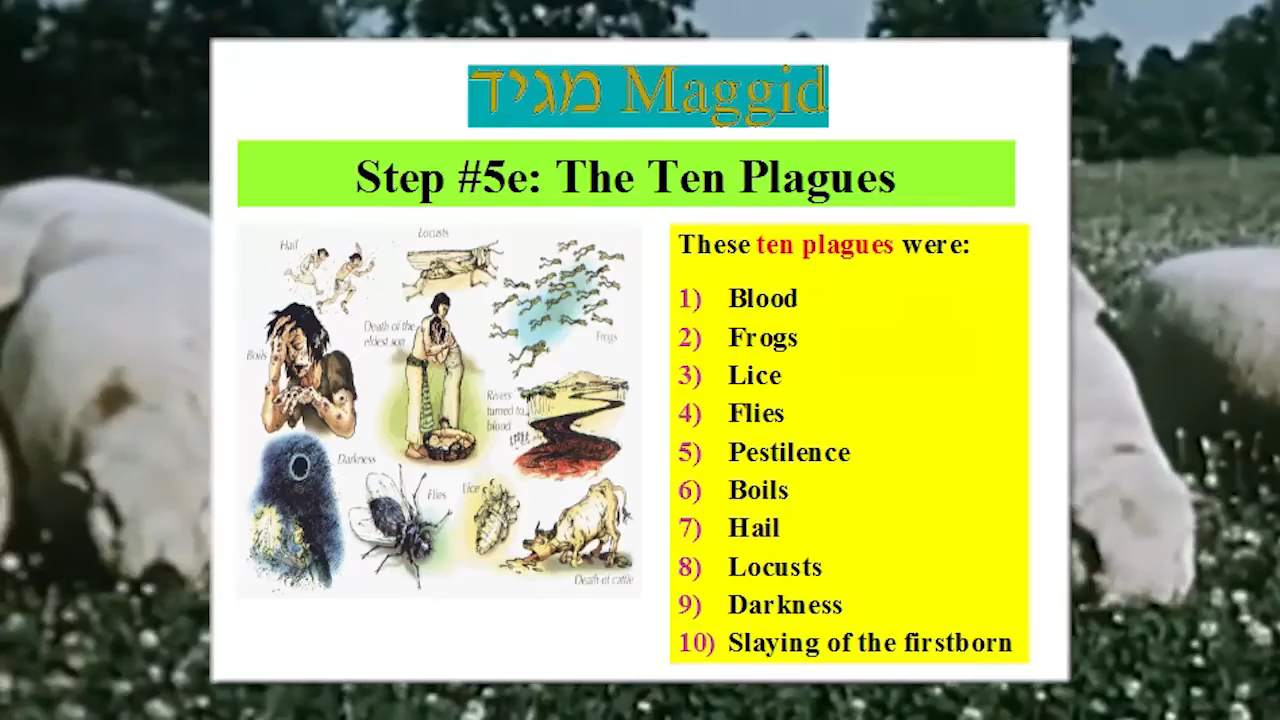 מגיד Maggid
Step #5e: The Ten Plagues
Hail
Locusts
Boils
Death of the
eldest son
Frogs
Rivers
turned to
blood
Darkness
Flies
Lice
Death of cattle
These ten plagues were:
1) Blood
2) Frogs
3) Lice
4) Flies
5) Pestilence
6) Boils
7) Hail
8) Locusts
9) Darkness
10) Slaying of the firstborn